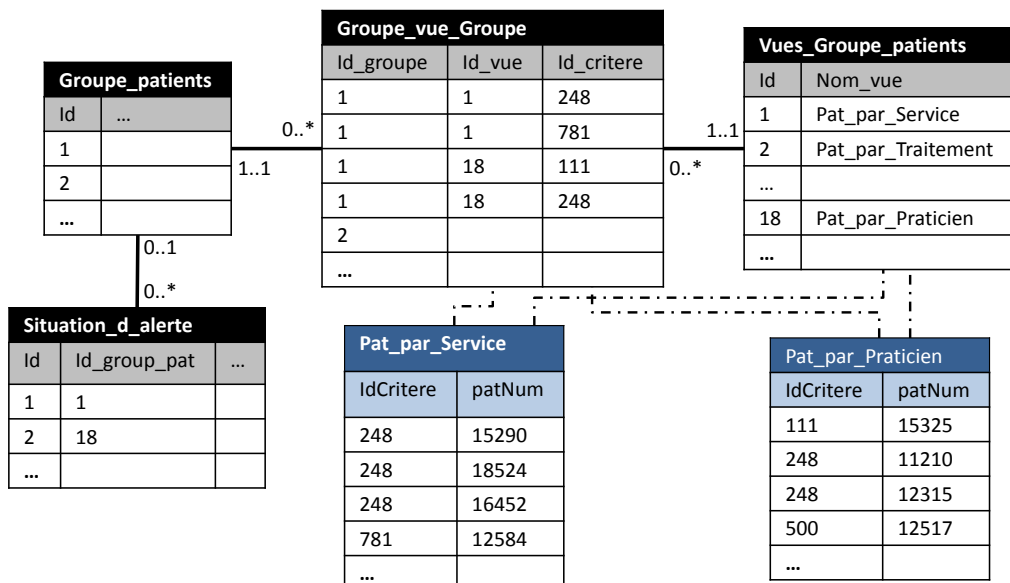 Groupe_vue_Groupe
Id_groupe Id_vue Id_critere
1 1 248
1 1 781
1 18 111
1 18 248
2
...
Vues_Groupe_patients
Id Nom_vue
1 Pat_par_Service
2 Pat_par_Traitement
...
18 Pat_par_Praticien
...
Groupe_patients
Id ...
1
2
...
0..*
1..1
1..1
0..*
0..1
0..*
Situation_d_alerte
Id Id_group_pat ...
1 1
2 18
...
Pat_par_Service
IdCritere patNum
248 15290
248 18524
248 16452
781 12584
...
Pat_par_Praticien
IdCritere patNum
111 15325
248 11210
248 12315
500 12517
...